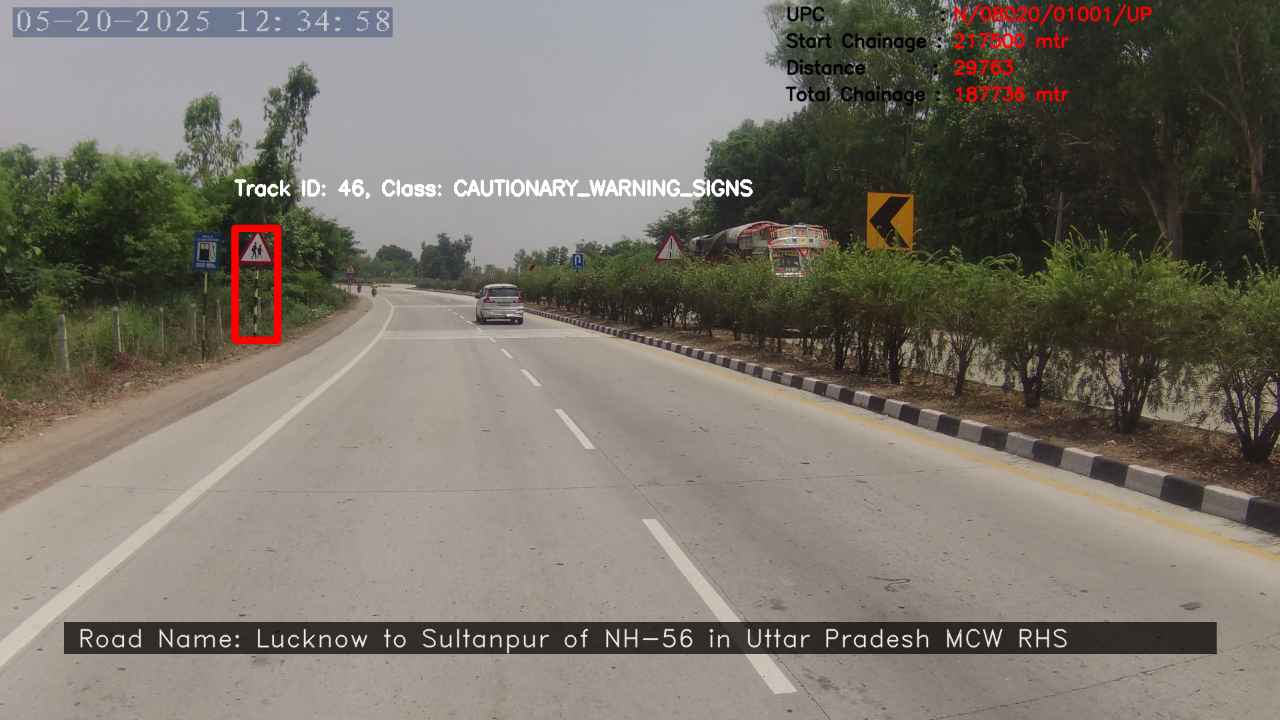 05-20-2025 12:34:58
UPC : N/08020/01001/UP
Start Chainage : 217500 mtr
Distance : 29763
Total Chainage : 187736 mtr
Track ID: 46, Class: CAUTIONARY_WARNING_SIGNS
P
Road Name: Lucknow to Sultanpur of NH-56 in Uttar Pradesh MCW RHS